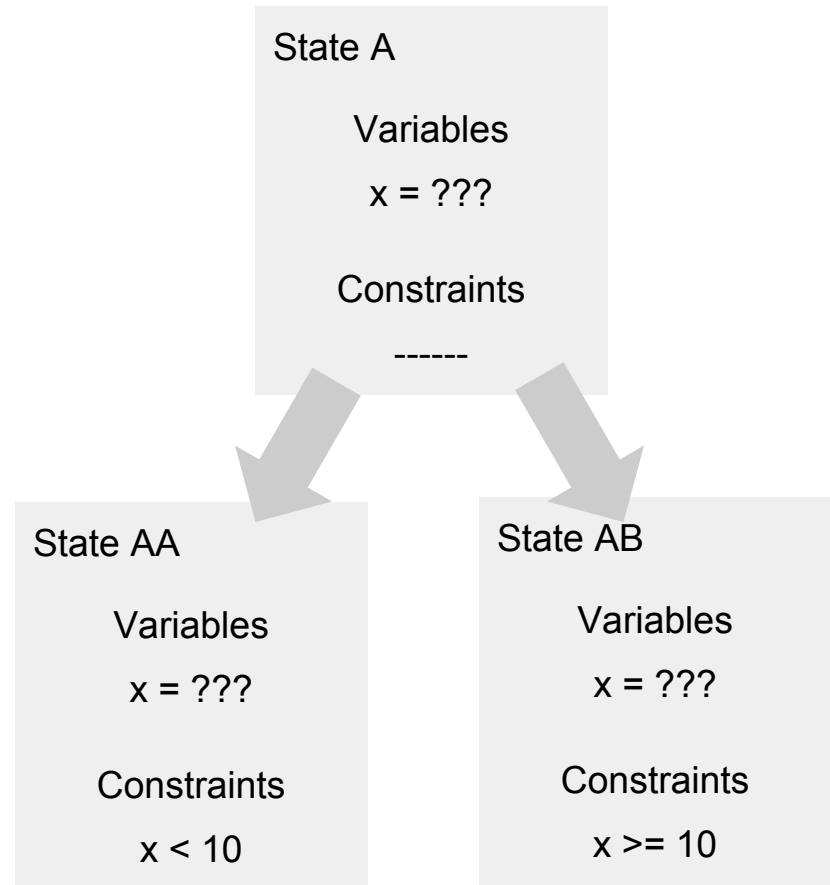 State A
Variables
x = ???
Constraints
------
State AA
Variables
x = ???
Constraints
x < 10
State AB
Variables
x = ???
Constraints
x >= 10